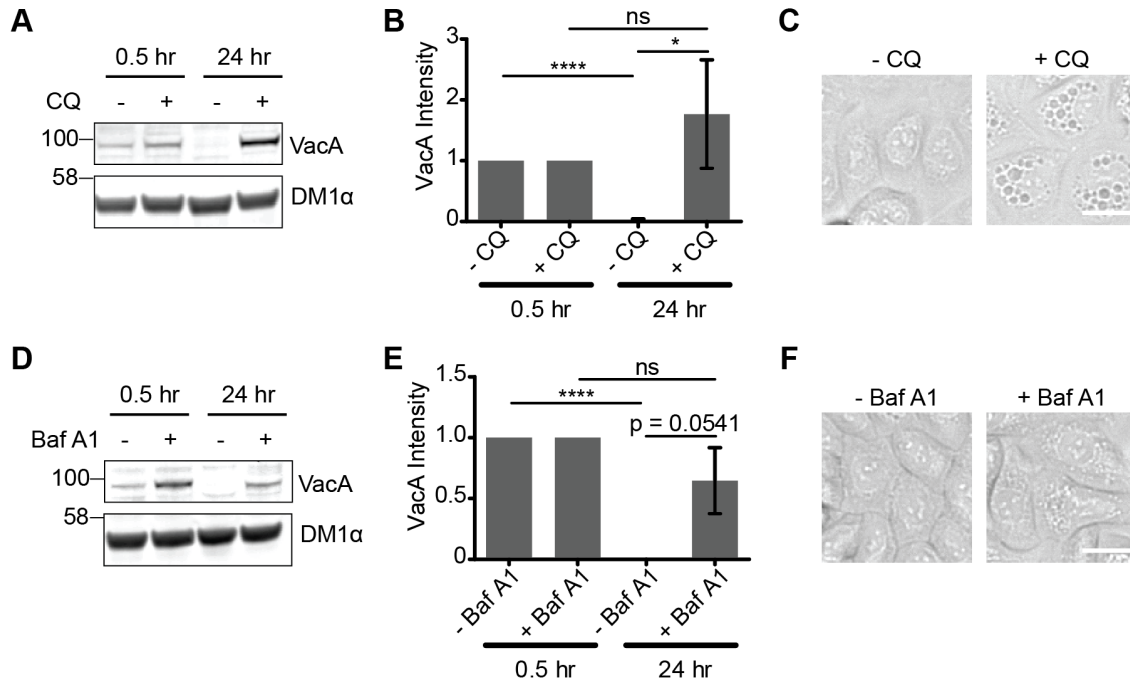 A
0.5 hr 24 hr
CQ - + - +
100 VacA
58 DM1α
B
ns
*
****
VacA Intensity
3
2
1
0
- CQ + CQ - CQ + CQ
0.5 hr 24 hr
C
- CQ + CQ
D
0.5 hr 24 hr
Baf A1 - + - +
100 VacA
58 DM1α
E
ns
****
p = 0.0541
VacA Intensity
1.5
1.0
0.5
0
- Baf A1 + Baf A1 - Baf A1 + Baf A1
0.5 hr 24 hr
F
- Baf A1 + Baf A1